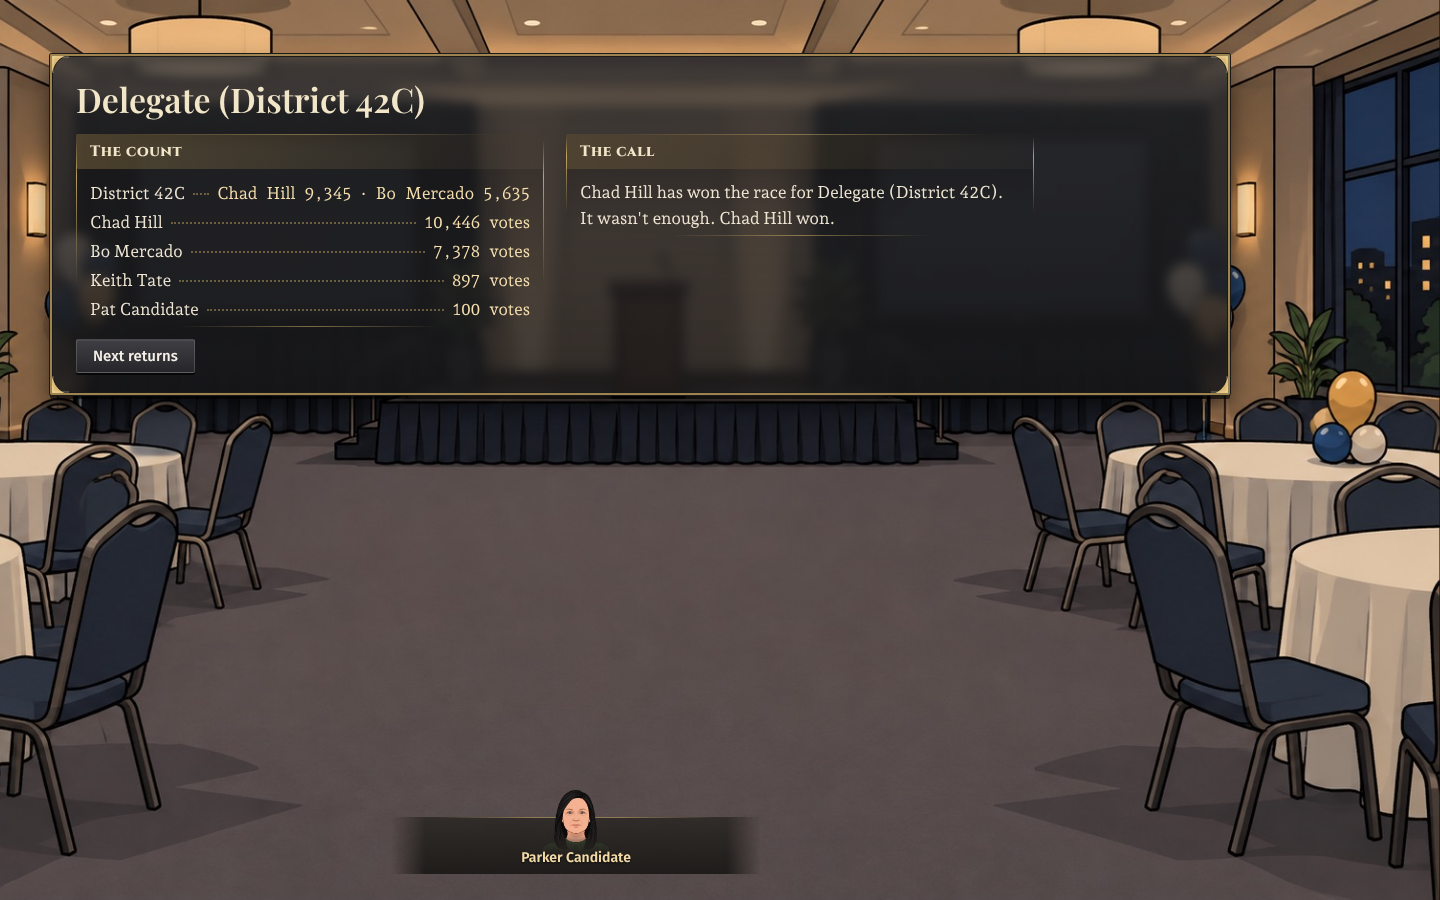 Delegate (District 42C)
The count
District 42C Chad Hill 9,345 · Bo Mercado 5,635
Chad Hill 10,446 votes
Bo Mercado 7,378 votes
Keith Tate 897 votes
Pat Candidate 100 votes
Next returns
The call
Chad Hill has won the race for Delegate (District 42C).
It wasn't enough. Chad Hill won.
Parker Candidate